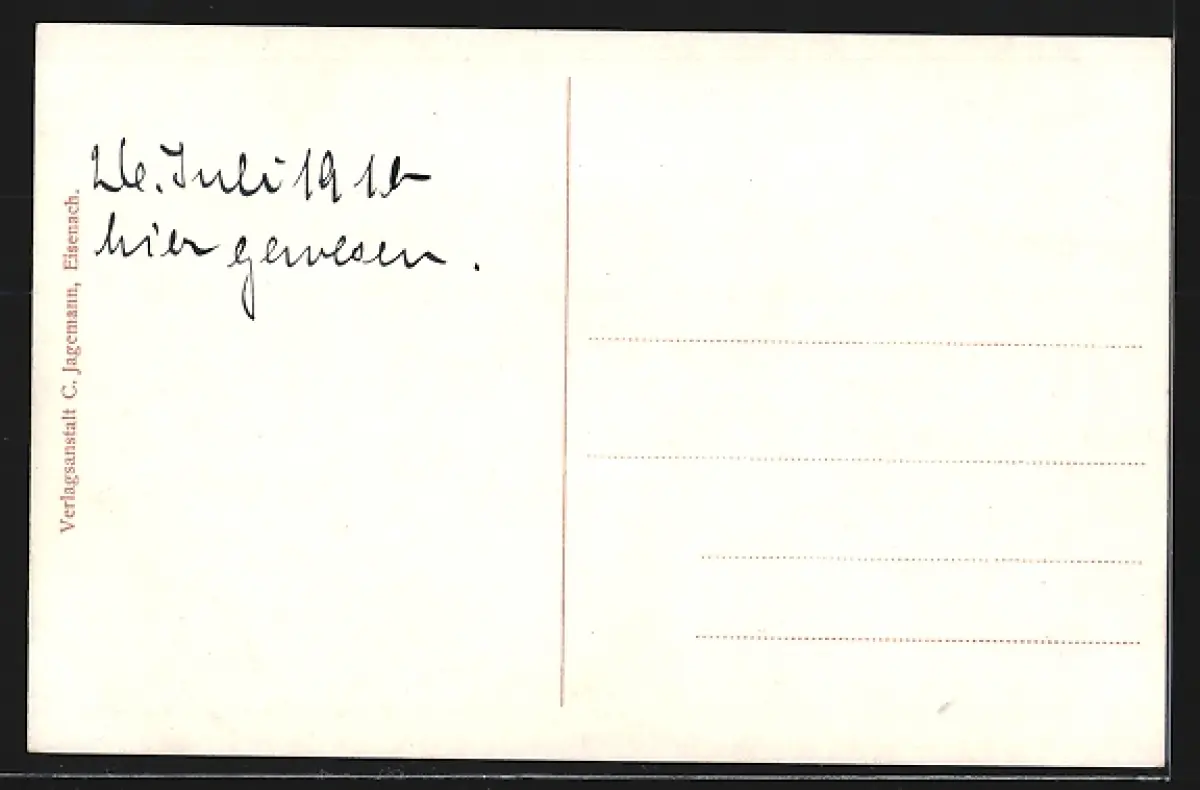 26. Juli 1910
hier gewesen.
Verlagsanstalt C. Jagemann, Eisenach.